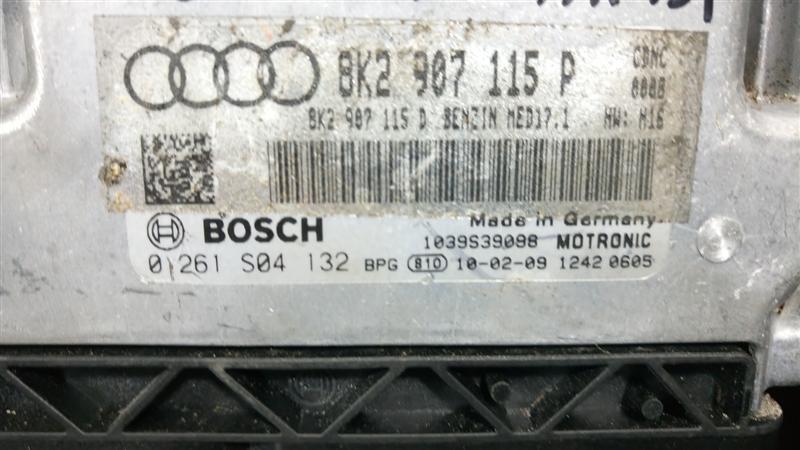 8K2 907 115 P
CDNC
0008
8K2 907 115 D BENZIN MED17.1 HW: H16
BOSCH
Made in Germany
1039S39098 MOTRONIC
0 261 S04 132 BPG 810 10-02-09 1242 0605